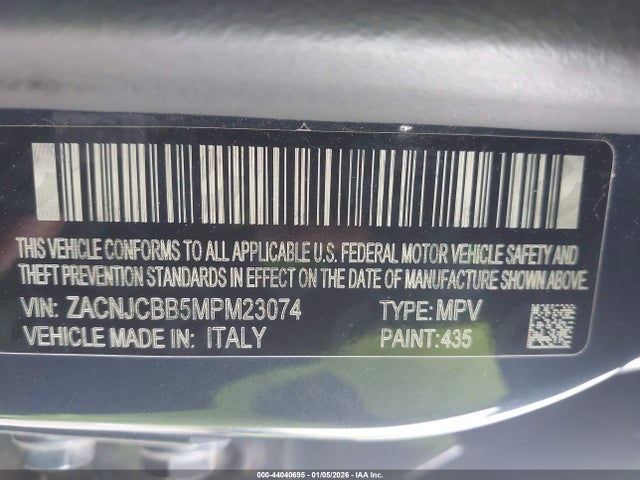 THIS VEHICLE CONFORMS TO ALL APPLICABLE U.S. FEDERAL MOTOR VEHICLE SAFETY AND
THEFT PREVENTION STANDARDS IN EFFECT ON THE DATE OF MANUFACTURE SHOWN ABOVE.
VIN: ZACNJCBB5MPM23074 TYPE: MPV
VEHICLE MADE IN: ITALY PAINT:435
000-44040695 - 01/05/2026 - IAA Inc.